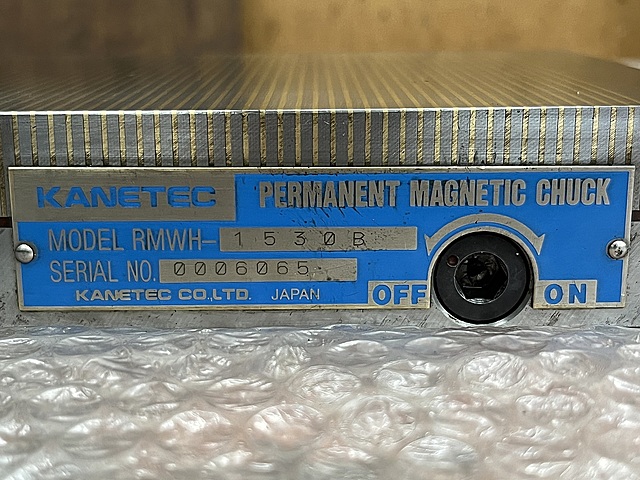 KANETEC PERMANENT MAGNETIC CHUCK
MODEL RMWH-1530B
SERIAL NO. 0006065
KANETEC CO.,LTD. JAPAN
OFF ON